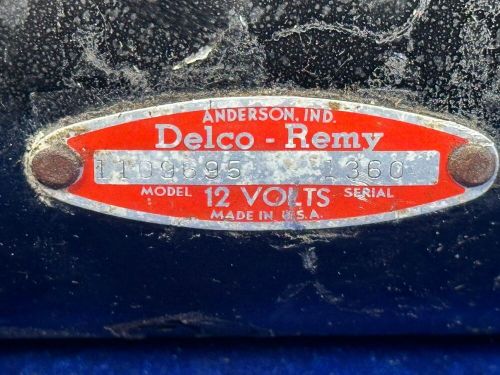 ANDERSON, IND.
Delco - Remy
1109695 1360
MODEL 12 VOLTS SERIAL
MADE IN U.S.A.